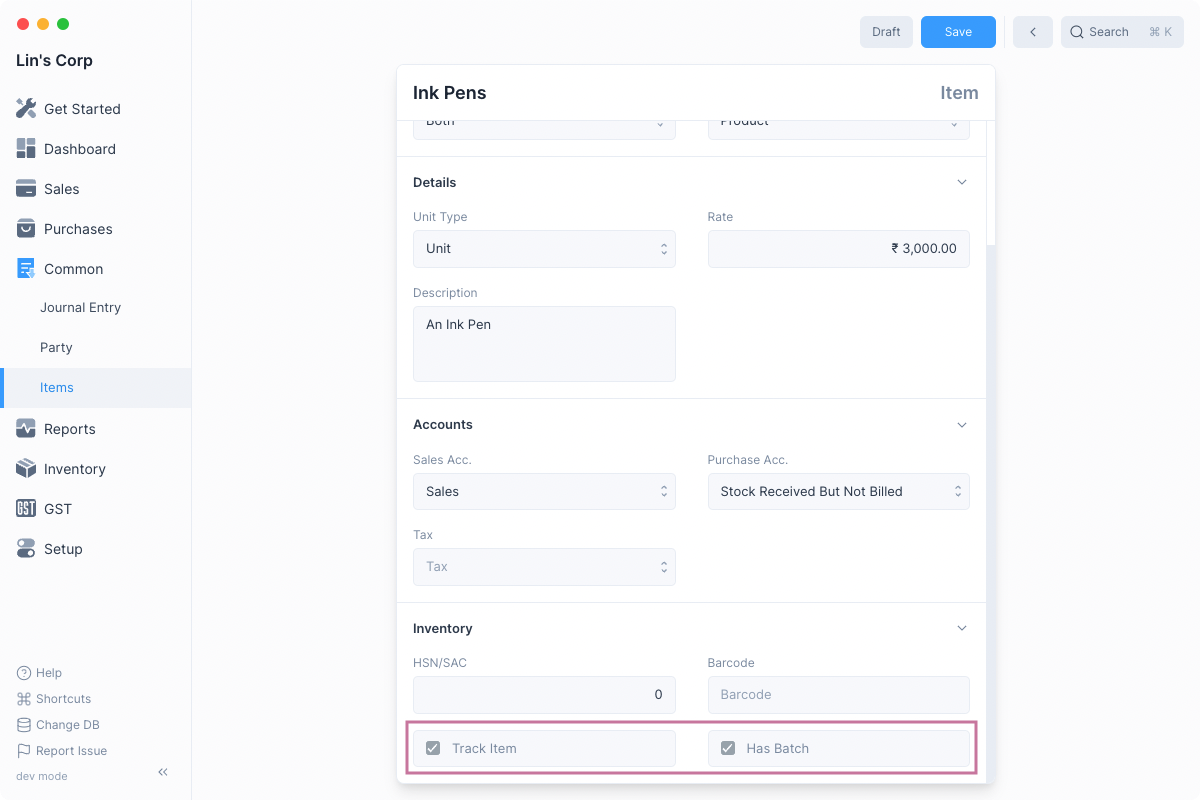 Lin's Corp
Get Started
Dashboard
Sales
Purchases
Common
Journal Entry
Party
Items
Reports
Inventory
GST
GST
Setup
Help
Shortcuts
Change DB
Report Issue
dev mode
Draft
Save
Search
⌘ K
Ink Pens
Item
Both
Product
Details
Unit Type
Rate
Unit
₹ 3,000.00
Description
An Ink Pen
Accounts
Sales Acc.
Purchase Acc.
Sales
Stock Received But Not Billed
Tax
Tax
Inventory
HSN/SAC
Barcode
0
Barcode
Track Item
Has Batch